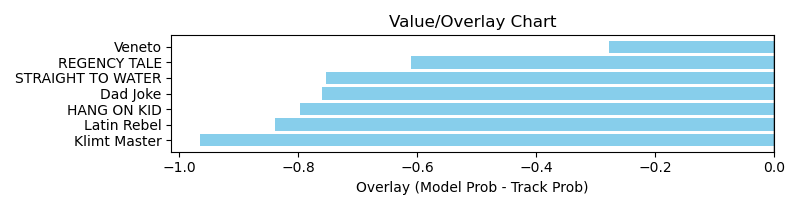 Value/Overlay Chart
Veneto
REGENCY TALE
STRAIGHT TO WATER
Dad Joke
HANG ON KID
Latin Rebel
Klimt Master
−1.0 −0.8 −0.6 −0.4 −0.2 0.0
Overlay (Model Prob - Track Prob)